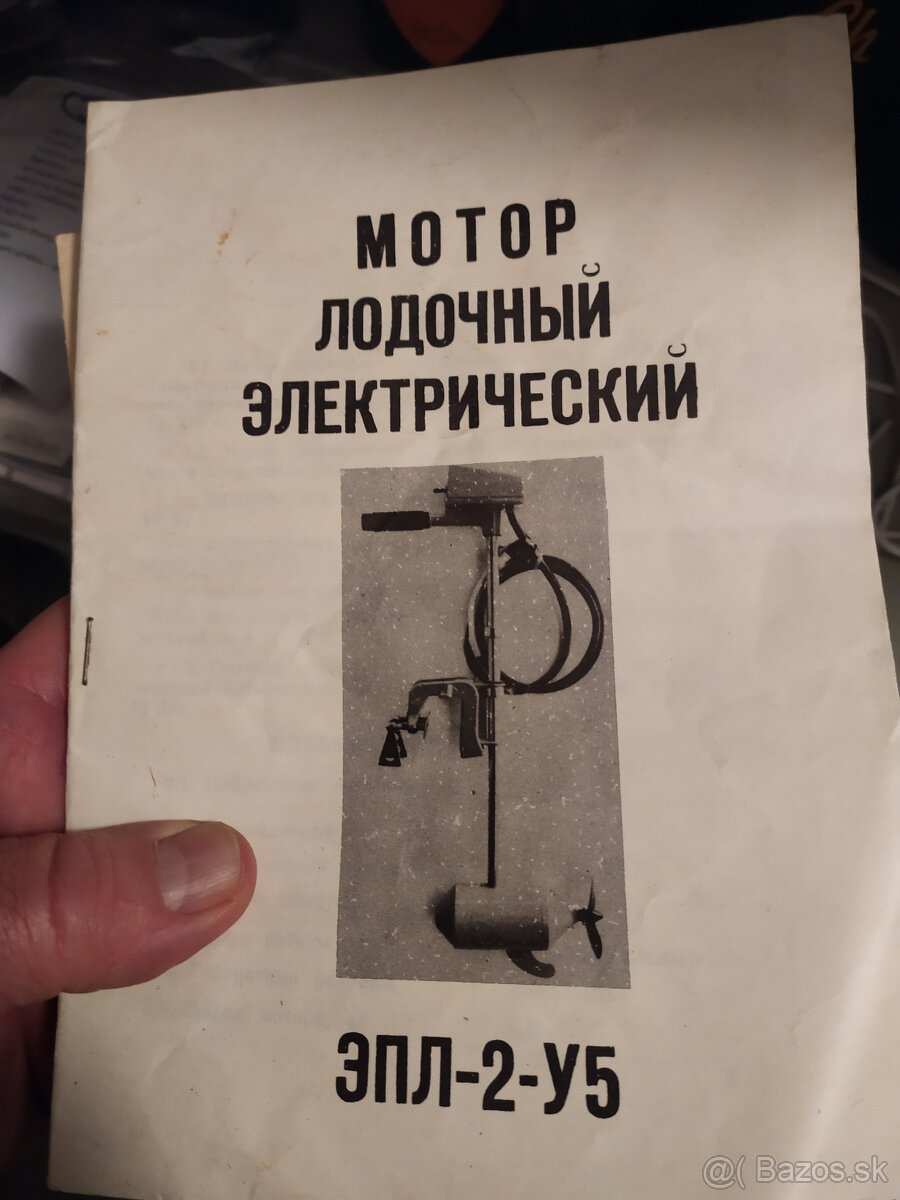 МОТОР
ЛОДОЧНЫЙ
ЭЛЕКТРИЧЕСКИЙ
ЭПЛ-2-У5
@( Bazos.sk